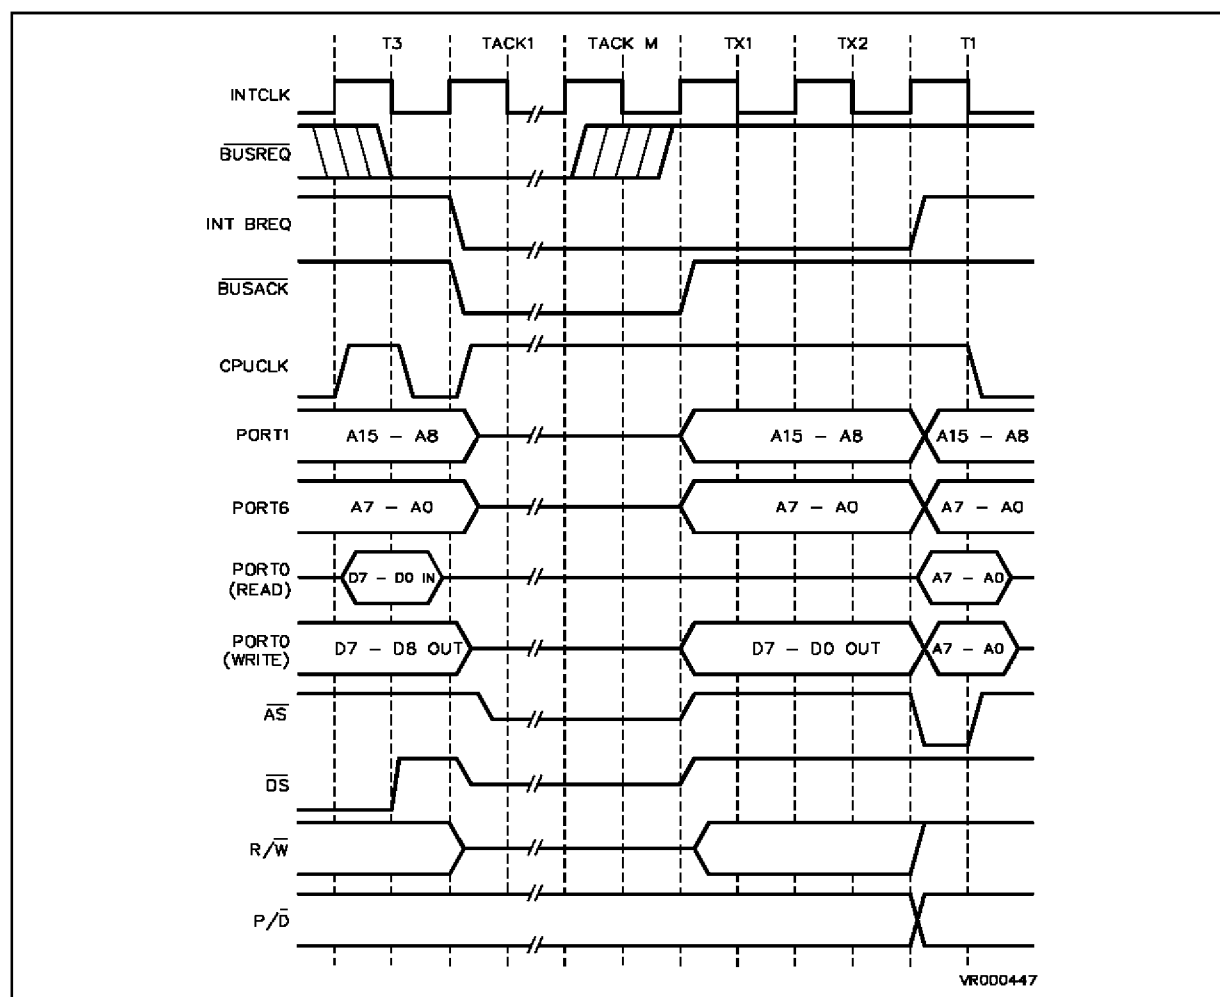 T3 TACK1 TACK M TX1 TX2 T1
INTCLK
BUSREQ
INT BREQ
BUSACK
CPUCLK
PORT1 A15 - A8 A15 - A8 A15 - A8
PORT6 A7 - A0 A7 - A0 A7 - A0
PORT0
(READ) D7 - D0 IN A7 - A0
PORT0
(WRITE) D7 - D8 OUT D7 - D0 OUT A7 - A0
AS
DS
R/W
P/D
VR000447